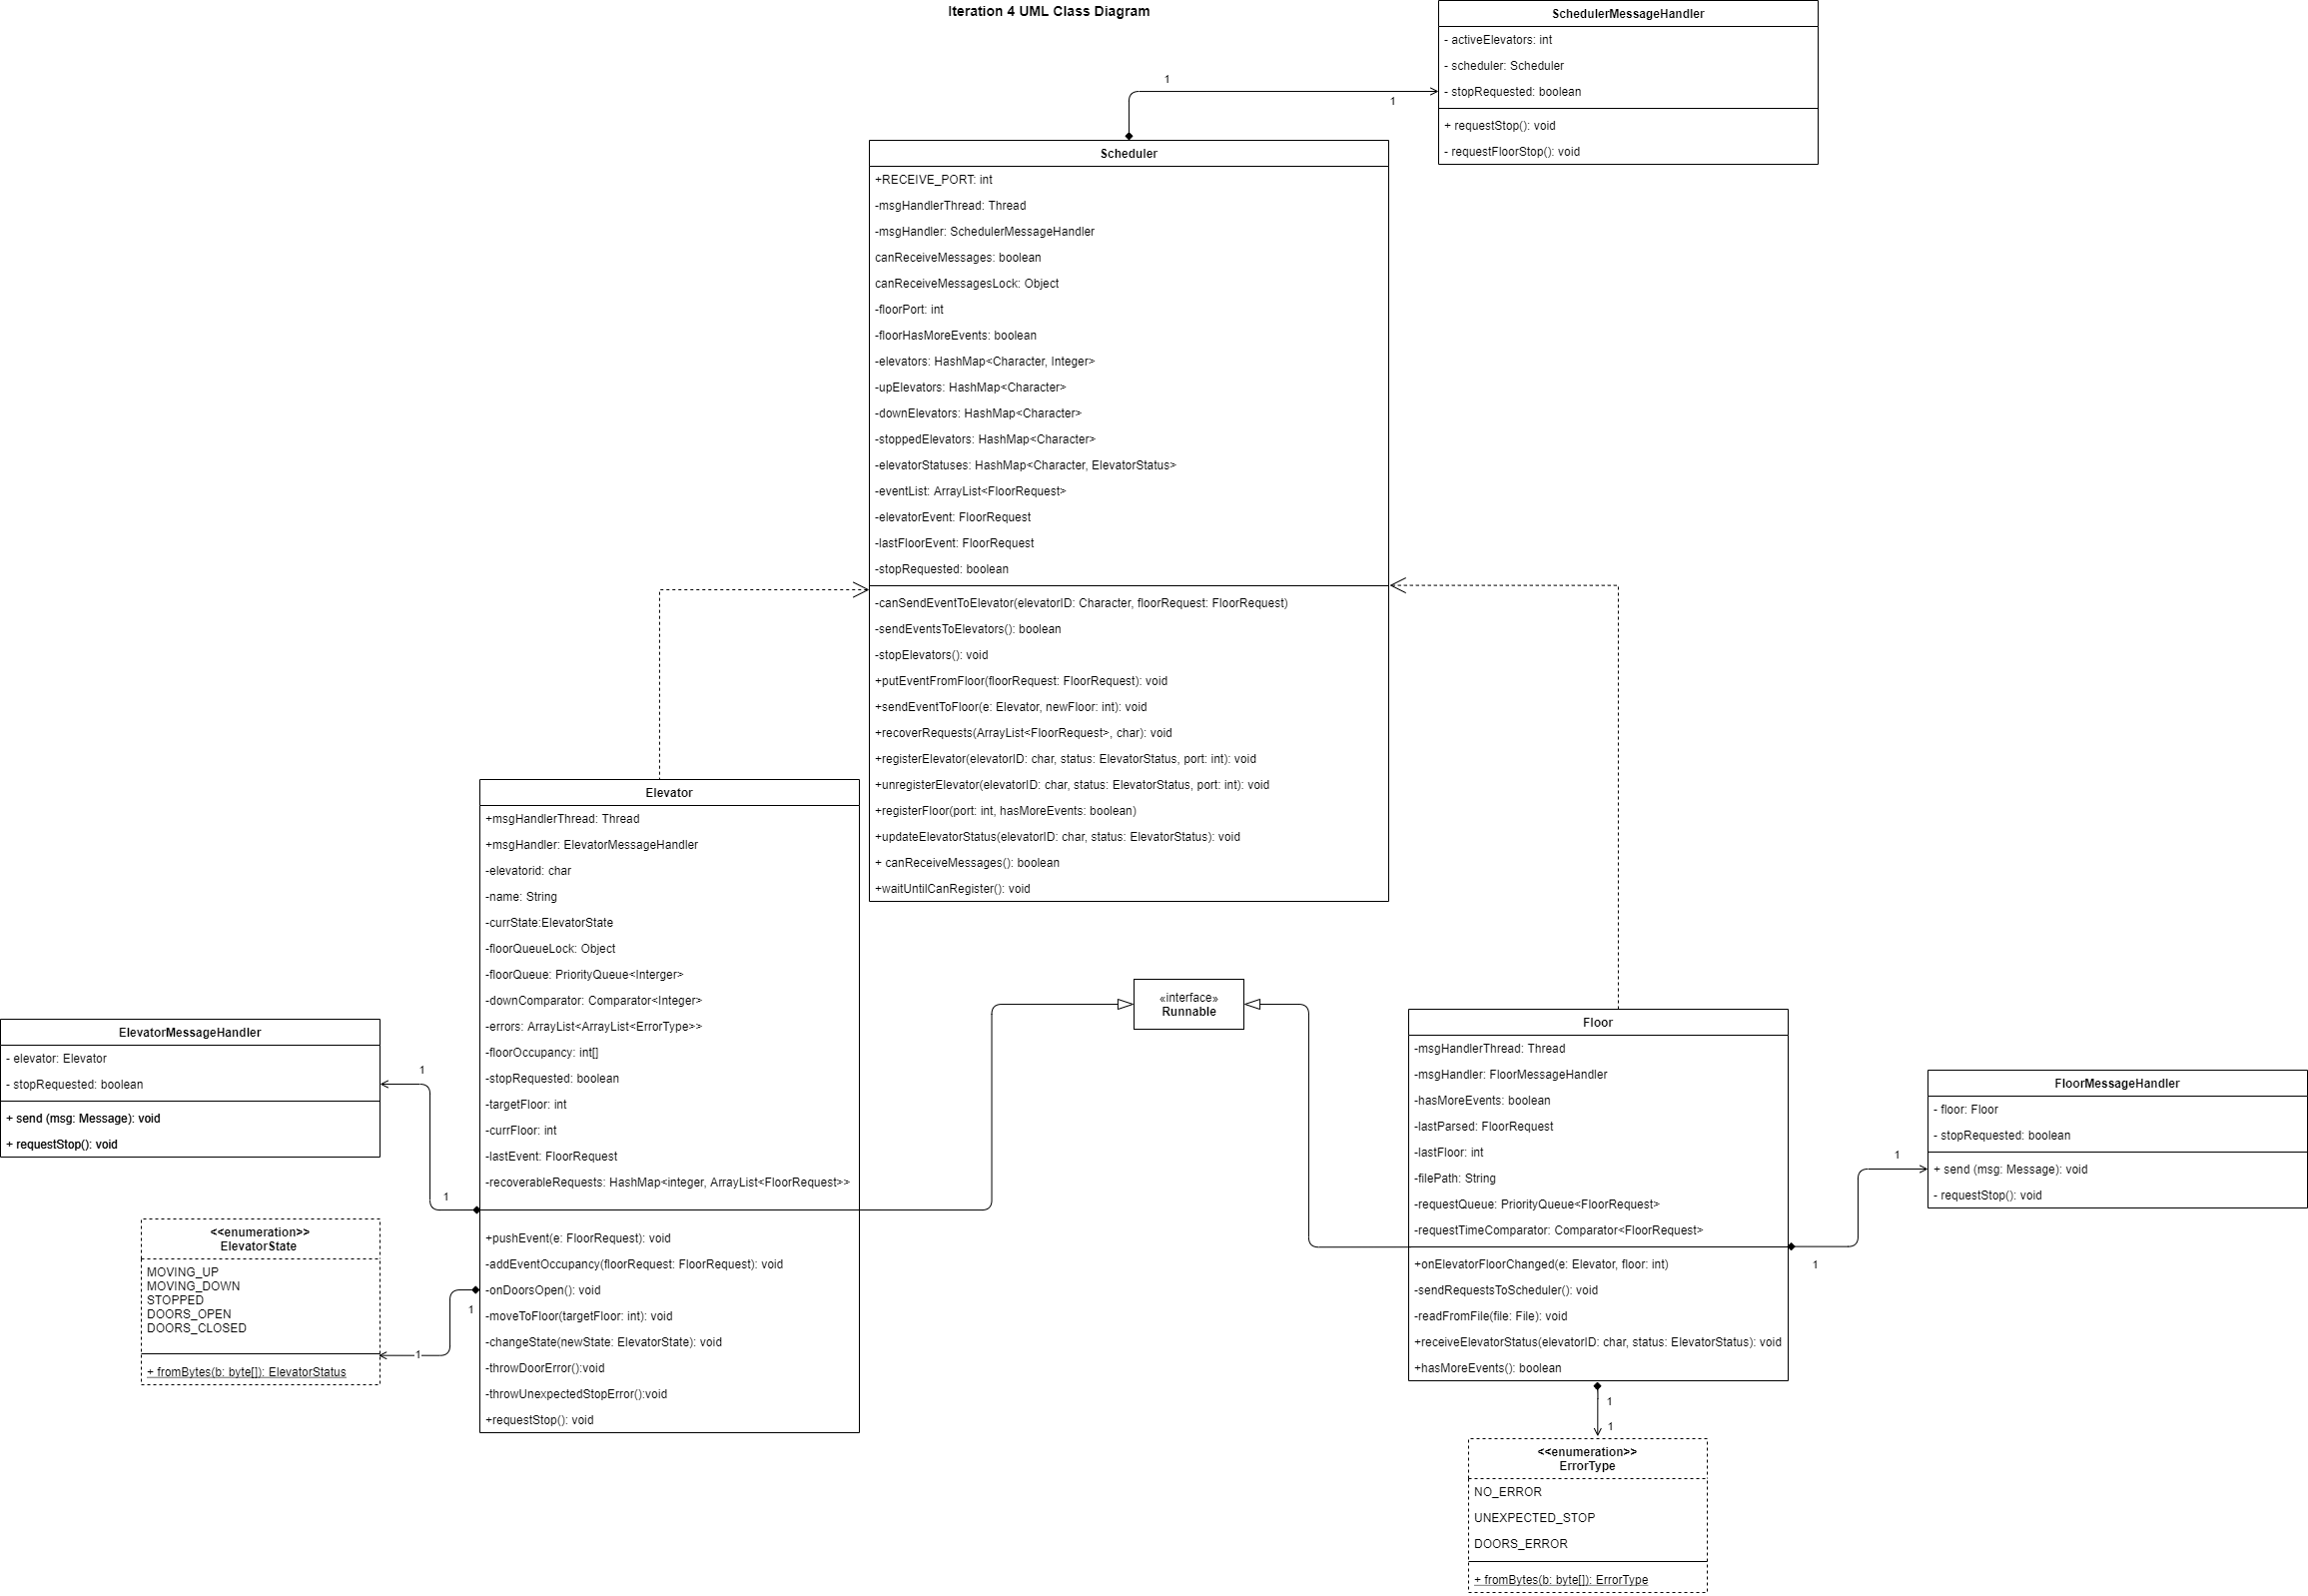 Iteration 4 UML Class Diagram
SchedulerMessageHandler
- activeElevators: int
- scheduler: Scheduler
- stopRequested: boolean
+ requestStop(): void
- requestFloorStop(): void
1
1
Scheduler
+RECEIVE_PORT: int
-msgHandlerThread: Thread
-msgHandler: SchedulerMessageHandler
canReceiveMessages: boolean
canReceiveMessagesLock: Object
-floorPort: int
-floorHasMoreEvents: boolean
-elevators: HashMap<Character, Integer>
-upElevators: HashMap<Character>
-downElevators: HashMap<Character>
-stoppedElevators: HashMap<Character>
-elevatorStatuses: HashMap<Character, ElevatorStatus>
-eventList: ArrayList<FloorRequest>
-elevatorEvent: FloorRequest
-lastFloorEvent: FloorRequest
-stopRequested: boolean
-canSendEventToElevator(elevatorID: Character, floorRequest: FloorRequest)
-sendEventsToElevators(): boolean
-stopElevators(): void
+putEventFromFloor(floorRequest: FloorRequest): void
+sendEventToFloor(e: Elevator, newFloor: int): void
+recoverRequests(ArrayList<FloorRequest>, char): void
+registerElevator(elevatorID: char, status: ElevatorStatus, port: int): void
+unregisterElevator(elevatorID: char, status: ElevatorStatus, port: int): void
+registerFloor(port: int, hasMoreEvents: boolean)
+updateElevatorStatus(elevatorID: char, status: ElevatorStatus): void
+ canReceiveMessages(): boolean
+waitUntilCanRegister(): void
Elevator
+msgHandlerThread: Thread
+msgHandler: ElevatorMessageHandler
-elevatorid: char
-name: String
-currState:ElevatorState
-floorQueueLock: Object
-floorQueue: PriorityQueue<Interger>
-downComparator: Comparator<Integer>
-errors: ArrayList<ArrayList<ErrorType>>
-floorOccupancy: int[]
-stopRequested: boolean
-targetFloor: int
-currFloor: int
-lastEvent: FloorRequest
-recoverableRequests: HashMap<integer, ArrayList<FloorRequest>>
+pushEvent(e: FloorRequest): void
-addEventOccupancy(floorRequest: FloorRequest): void
-onDoorsOpen(): void
-moveToFloor(targetFloor: int): void
-changeState(newState: ElevatorState): void
-throwDoorError():void
-throwUnexpectedStopError():void
+requestStop(): void
ElevatorMessageHandler
- elevator: Elevator
- stopRequested: boolean
+ send (msg: Message): void
+ requestStop(): void
1
1
<<enumeration>>
ElevatorState
MOVING_UP
MOVING_DOWN
STOPPED
DOORS_OPEN
DOORS_CLOSED
+ fromBytes(b: byte[]): ElevatorStatus
1
1
«interface»
Runnable
Floor
-msgHandlerThread: Thread
-msgHandler: FloorMessageHandler
-hasMoreEvents: boolean
-lastParsed: FloorRequest
-lastFloor: int
-filePath: String
-requestQueue: PriorityQueue<FloorRequest>
-requestTimeComparator: Comparator<FloorRequest>
+onElevatorFloorChanged(e: Elevator, floor: int)
-sendRequestsToScheduler(): void
-readFromFile(file: File): void
+receiveElevatorStatus(elevatorID: char, status: ElevatorStatus): void
+hasMoreEvents(): boolean
FloorMessageHandler
- floor: Floor
- stopRequested: boolean
+ send (msg: Message): void
- requestStop(): void
1
1
1
1
<<enumeration>>
ErrorType
NO_ERROR
UNEXPECTED_STOP
DOORS_ERROR
+ fromBytes(b: byte[]): ErrorType